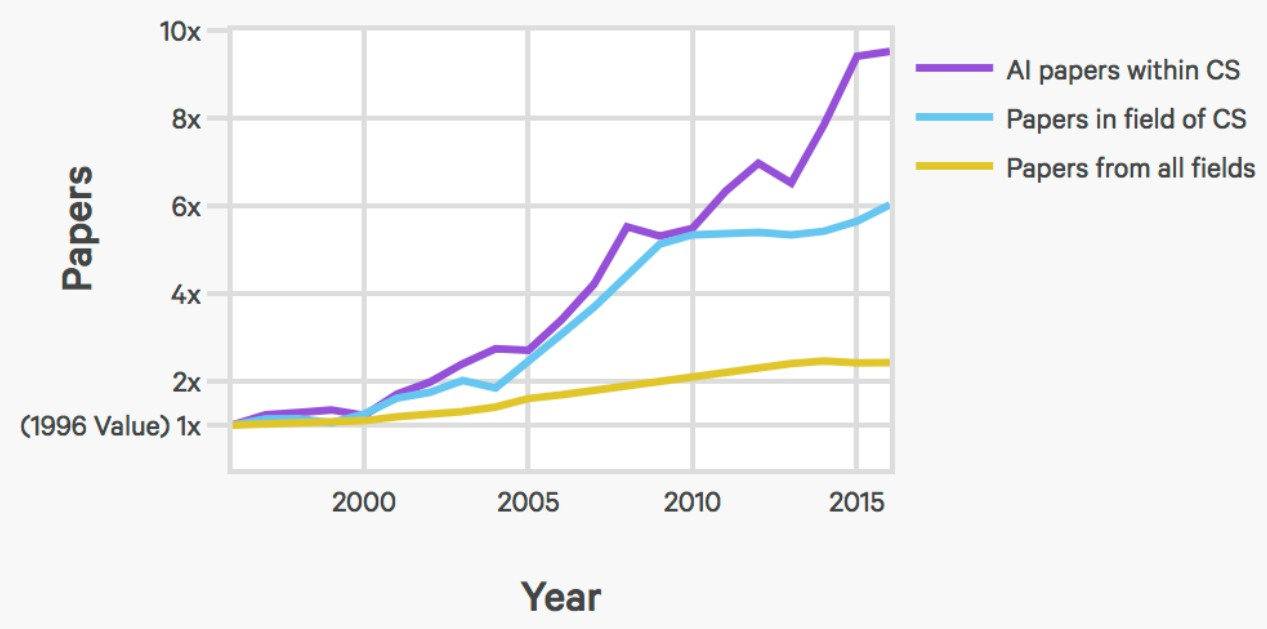 10x
8x
6x
4x
2x
(1996 Value) 1x
Papers
2000 2005 2010 2015
Year
AI papers within CS
Papers in field of CS
Papers from all fields